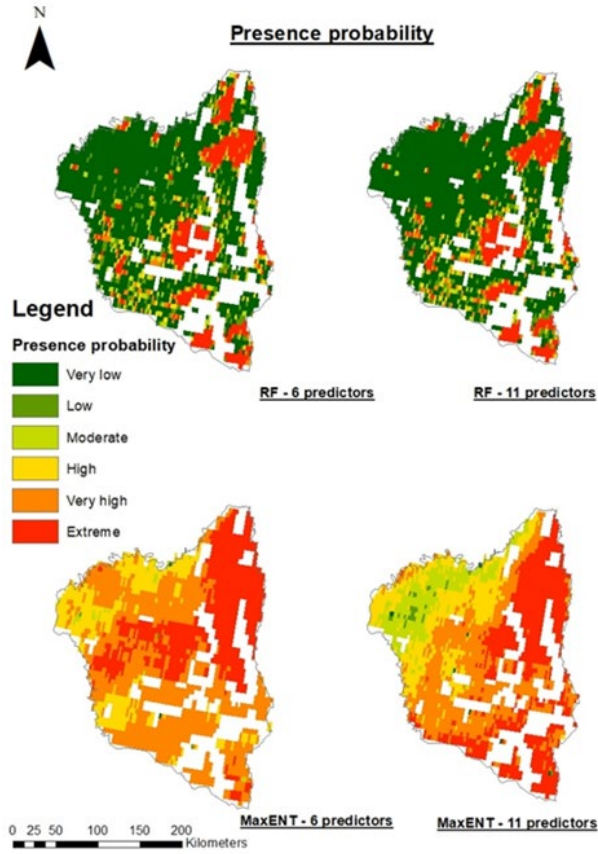 N
Presence probability
Legend
Presence probability
Very low
Low
Moderate
High
Very high
Extreme
RF - 6 predictors
RF - 11 predictors
MaxENT - 6 predictors
MaxENT - 11 predictors
0 25 50 100 150 200
Kilometers